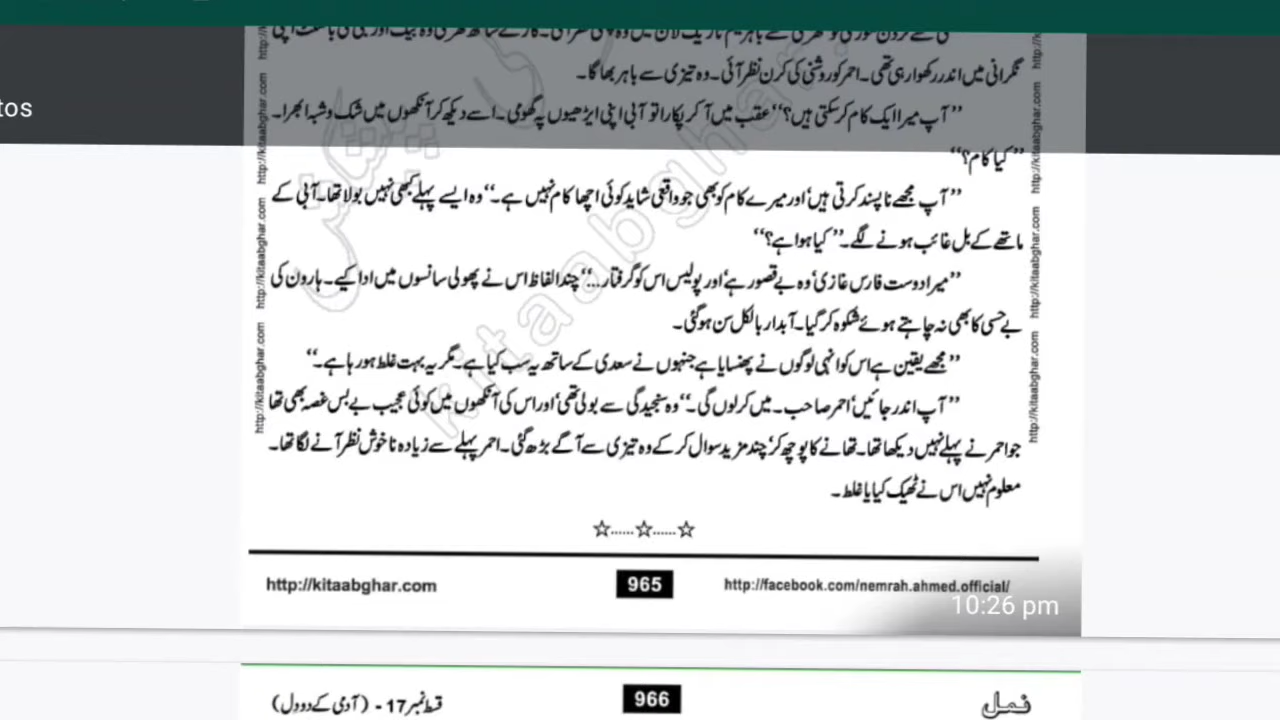 tos
نگرانی میں اندر رکھوا رہی تھی۔ احمر کو روشنی کی کرن نظر آئی۔ وہ تیزی سے باہر بھاگا۔
’’آپ میرا ایک کام کر سکتی ہیں؟‘‘ عقب میں آ کر پکارا تو آبی اپنی ایڑھیوں پہ گھومی۔ اسے دیکھ کر آنکھوں میں شک و شبہ ابھرا۔
’’کیا کام؟‘‘
’’آپ مجھے ناپسند کرتی ہیں‘ اور میرے کام کو بھی جو واقعی شاید کوئی اچھا کام نہیں ہے۔‘‘ وہ ایسے پہلے کبھی نہیں بولا تھا۔ آبی کے
ماتھے کے بل غائب ہونے لگے۔ ’’کیا ہوا ہے؟‘‘
’’میرا دوست فارس غازی‘ وہ بے قصور ہے‘ اور پولیس اس کو گرفتار...‘‘ چند الفاظ اس نے پھولی سانسوں میں ادا کیے۔ ہارون کی
بے حسی کا بھی نہ چاہتے ہوئے شکوہ کر گیا۔ آبدار بالکل سن ہو گئی۔
’’مجھے یقین ہے اس کو انہی لوگوں نے پھنسایا ہے جنہوں نے سعدی کے ساتھ یہ سب کیا ہے۔ مگر یہ بہت غلط ہو رہا ہے۔‘‘
’’آپ اندر جائیں‘ احمر صاحب۔ میں کر لوں گی۔‘‘ وہ سنجیدگی سے بولی تھی‘ اور اس کی آنکھوں میں کوئی عجیب بے بس غصہ بھی تھا
جو احمر نے پہلے نہیں دیکھا تھا۔ تھانے کا پوچھ کر‘ چند مزید سوال کر کے وہ تیزی سے آگے بڑھ گئی۔ احمر پہلے سے زیادہ ناخوش نظر آنے لگا تھا۔
معلوم نہیں اس نے ٹھیک کیا یا غلط۔
☆......☆......☆
http://kitaabghar.com 965 http://facebook.com/nemrah.ahmed.official/
10:26 pm
نمل 966 قسط نمبر 17 - (آدمی کے دو دل)
http://kitaabghar.com
kitaabghar.com